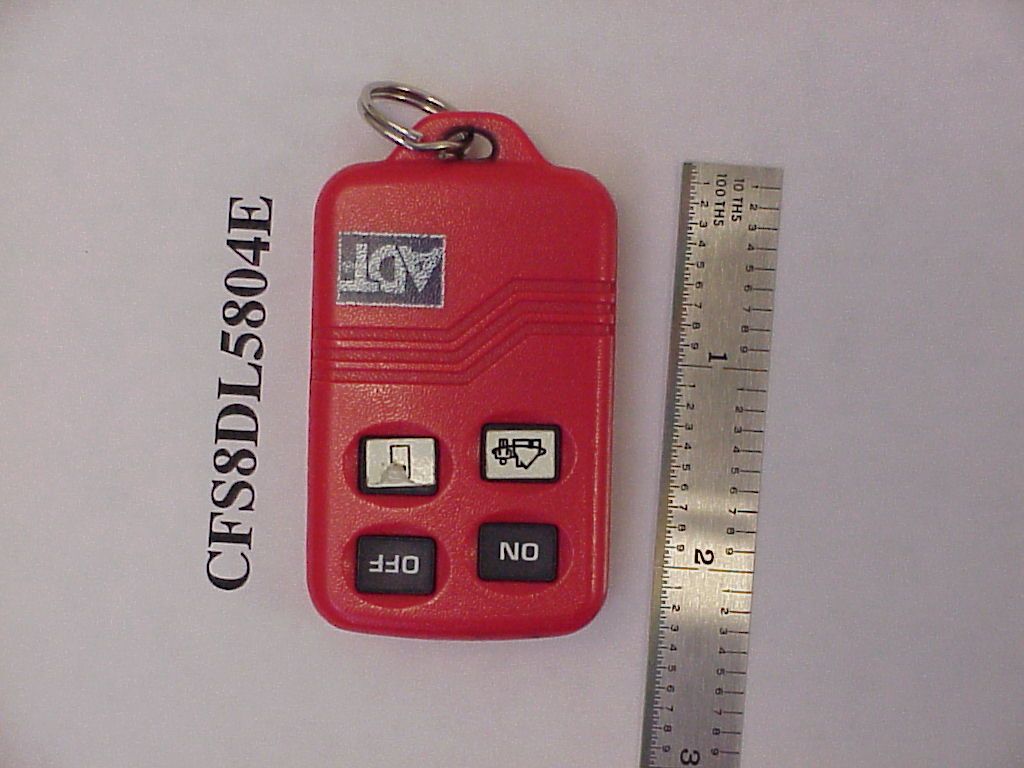 CFS8DL5804E
ADT
OFF
ON
10 THS
100 THS
1
2
3